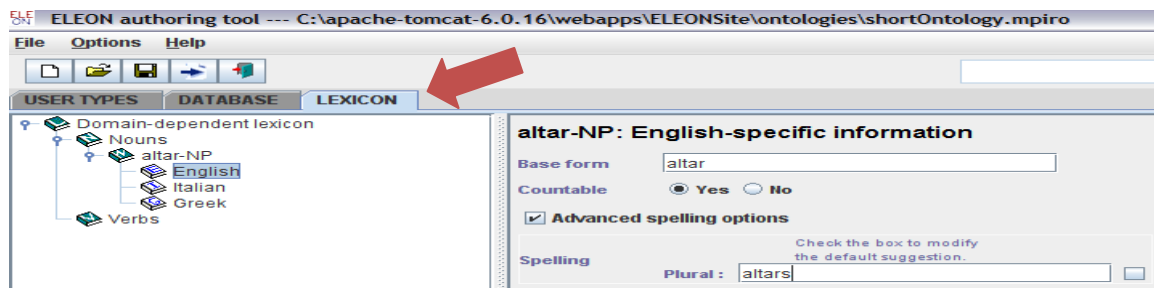 ELEON authoring tool --- C:\apache-tomcat-6.0.16\webapps\ELEONSite\ontologies\shortOntology.mpiro
File Options Help
USER TYPES DATABASE LEXICON
Domain-dependent lexicon
Nouns
altar-NP
English
Italian
Greek
Verbs
altar-NP: English-specific information
Base form altar
Countable Yes No
Advanced spelling options
Check the box to modify
the default suggestion.
Spelling
Plural : altars